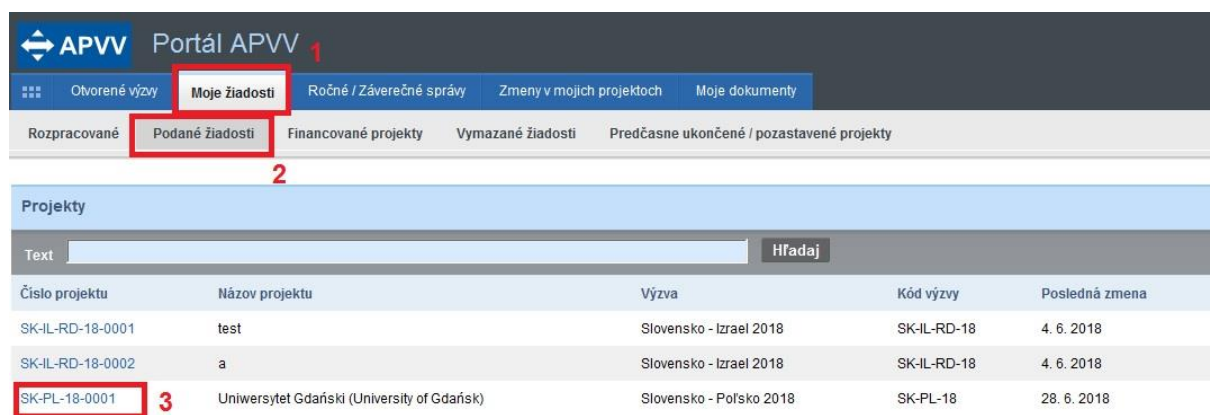 APVV Portál APVV 1
Otvorené výzvy Moje žiadosti Ročné / Záverečné správy Zmeny v mojich projektoch Moje dokumenty
Rozpracované Podané žiadosti Financované projekty Vymazané žiadosti Predčasne ukončené / pozastavené projekty
2
Projekty
Text Hľadaj
Číslo projektu Názov projektu Výzva Kód výzvy Posledná zmena
SK-IL-RD-18-0001 test Slovensko - Izrael 2018 SK-IL-RD-18 4. 6. 2018
SK-IL-RD-18-0002 a Slovensko - Izrael 2018 SK-IL-RD-18 4. 6. 2018
SK-PL-18-0001 3 Uniwersytet Gdański (University of Gdańsk) Slovensko - Poľsko 2018 SK-PL-18 28. 6. 2018